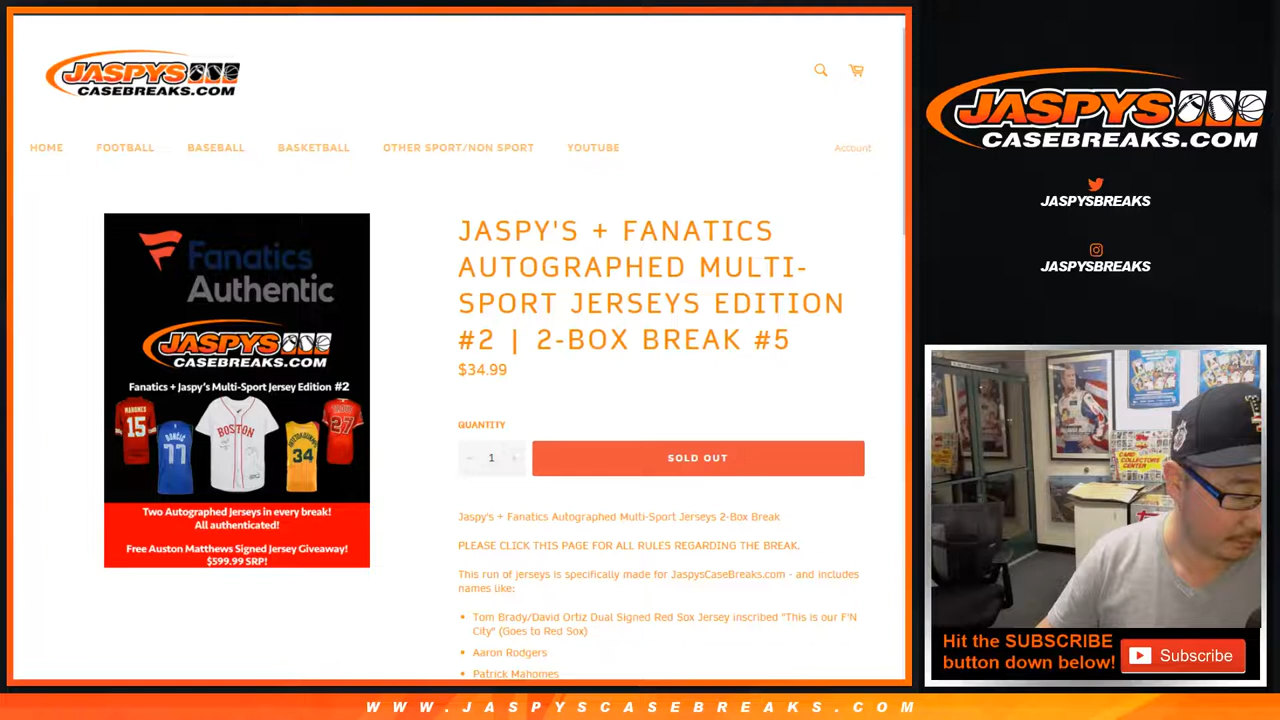 JASPYS
CASEBREAKS.COM
HOME
FOOTBALL
BASEBALL
BASKETBALL
OTHER SPORT/NON SPORT
YOUTUBE
Account
Fanatics
Authentic
JASPYS
CASEBREAKS.COM
Fanatics + Jaspy's Multi-Sport Jersey Edition #2
MAHOMES
15
DONCIC
77
BOSTON
34
TROUT
27
Two Autographed Jerseys in every break!
All authenticated!
Free Auston Matthews Signed Jersey Giveaway!
$599.99 SRP!
JASPY'S + FANATICS
AUTOGRAPHED MULTI-
SPORT JERSEYS EDITION
#2 | 2-BOX BREAK #5
$34.99
QUANTITY
− 1 +
SOLD OUT
Jaspy's + Fanatics Autographed Multi-Sport Jerseys 2-Box Break
PLEASE CLICK THIS PAGE FOR ALL RULES REGARDING THE BREAK.
This run of jerseys is specifically made for JaspysCaseBreaks.com - and includes
names like:
• Tom Brady/David Ortiz Dual Signed Red Sox Jersey inscribed "This is our F'N
City" (Goes to Red Sox)
• Aaron Rodgers
• Patrick Mahomes
JASPYS
CASEBREAKS.COM
JASPYSBREAKS
JASPYSBREAKS
CARD
COLLECTORS
CENTER
Hit the SUBSCRIBE
button down below!
Subscribe
WWW.JASPYSCASEBREAKS.COM